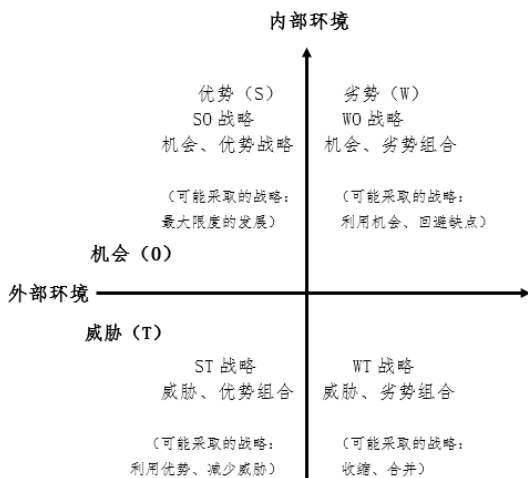 内部环境
优势（S）
SO 战略
机会、优势战略
（可能采取的战略：
最大限度的发展）
劣势（W）
WO 战略
机会、劣势组合
（可能采取的战略：
利用机会、回避缺点）
机会（O）
外部环境
威胁（T）
ST 战略
威胁、优势组合
（可能采取的战略：
利用优势、减少威胁）
WT 战略
威胁、劣势组合
（可能采取的战略：
收缩、合并）